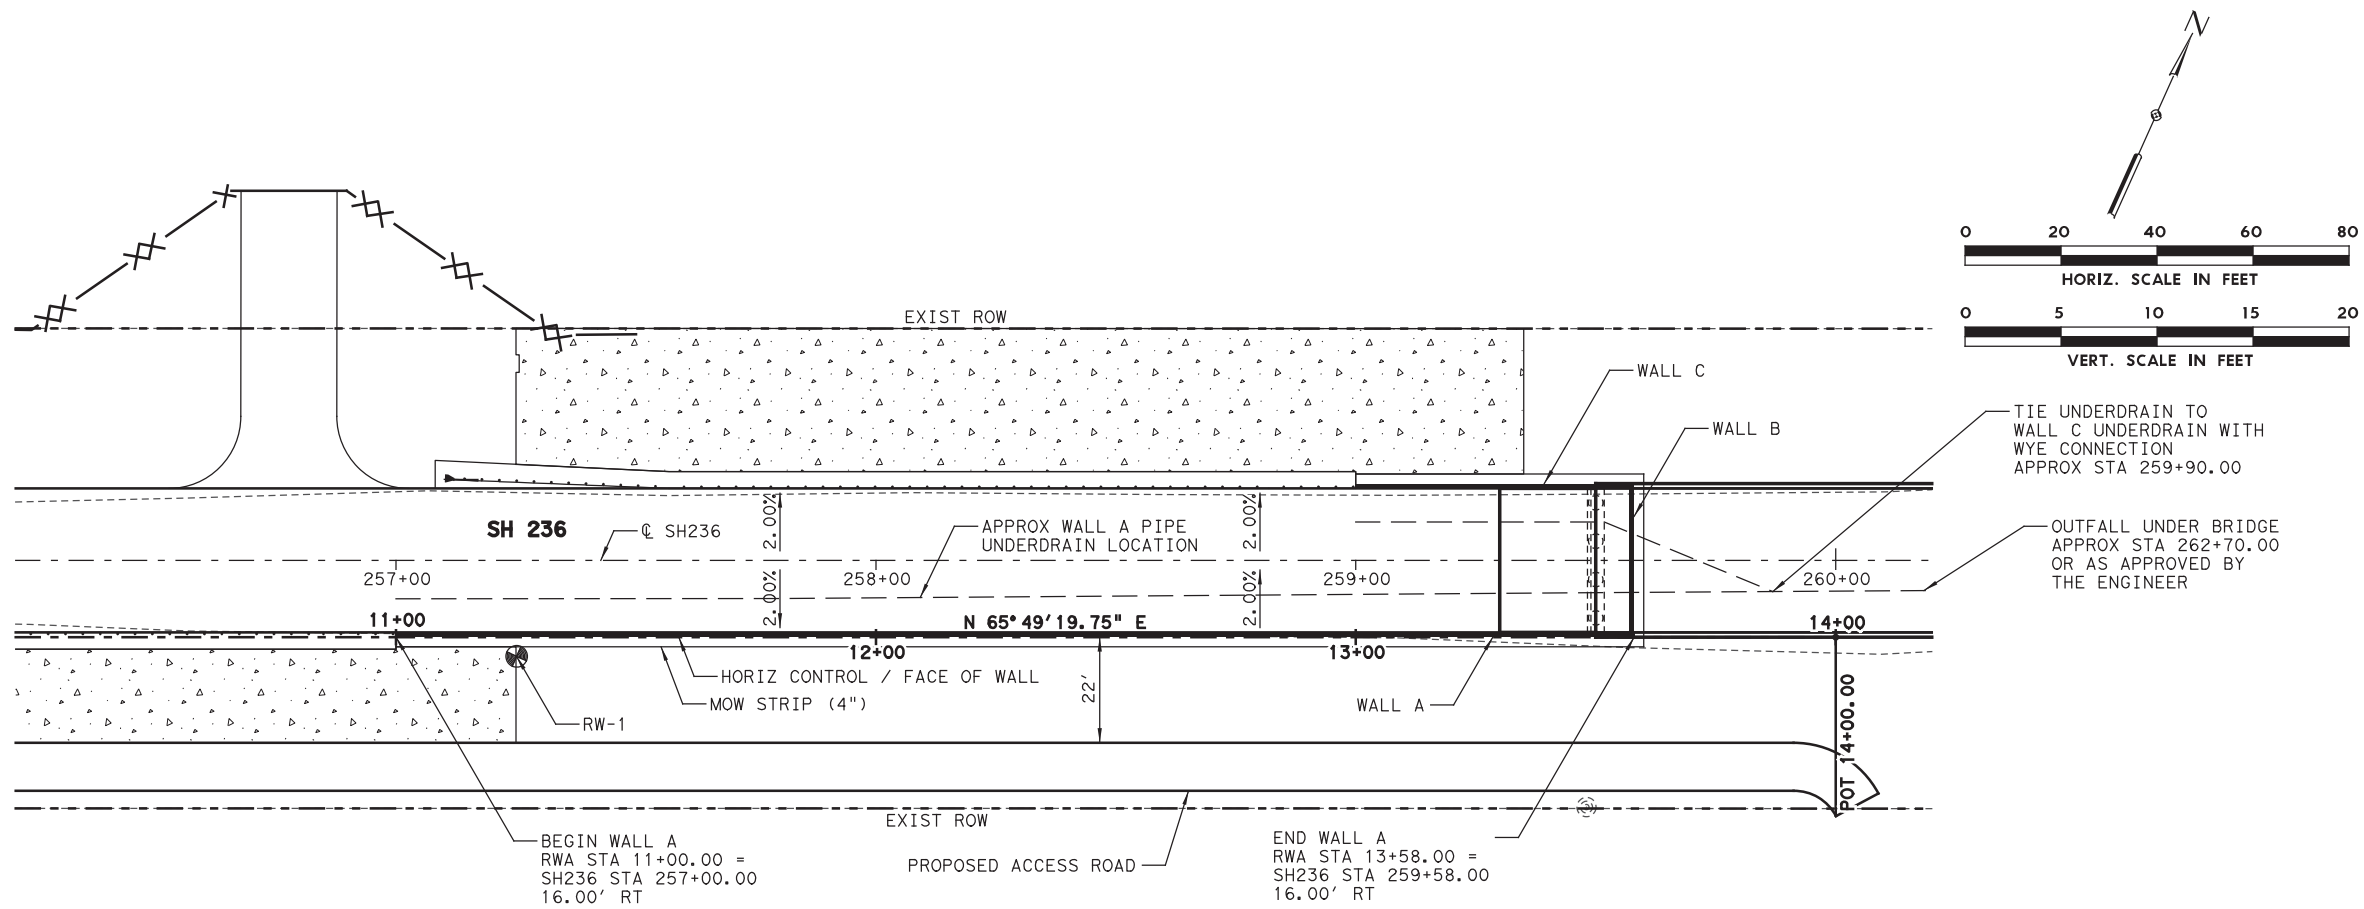 N
0 20 40 60 80
HORIZ. SCALE IN FEET
0 5 10 15 20
VERT. SCALE IN FEET
EXIST ROW
WALL C
WALL B
TIE UNDERDRAIN TO
WALL C UNDERDRAIN WITH
WYE CONNECTION
APPROX STA 259+90.00
SH 236
℄ SH236
2.00%
2.00%
APPROX WALL A PIPE
UNDERDRAIN LOCATION
2.00%
2.00%
OUTFALL UNDER BRIDGE
APPROX STA 262+70.00
OR AS APPROVED BY
THE ENGINEER
257+00
258+00
259+00
260+00
11+00
N 65°49'19.75" E
14+00
12+00
13+00
HORIZ CONTROL / FACE OF WALL
MOW STRIP (4")
22'
WALL A
RW-1
POT 14+00.00
EXIST ROW
PROPOSED ACCESS ROAD
BEGIN WALL A
RWA STA 11+00.00 =
SH236 STA 257+00.00
16.00' RT
END WALL A
RWA STA 13+58.00 =
SH236 STA 259+58.00
16.00' RT